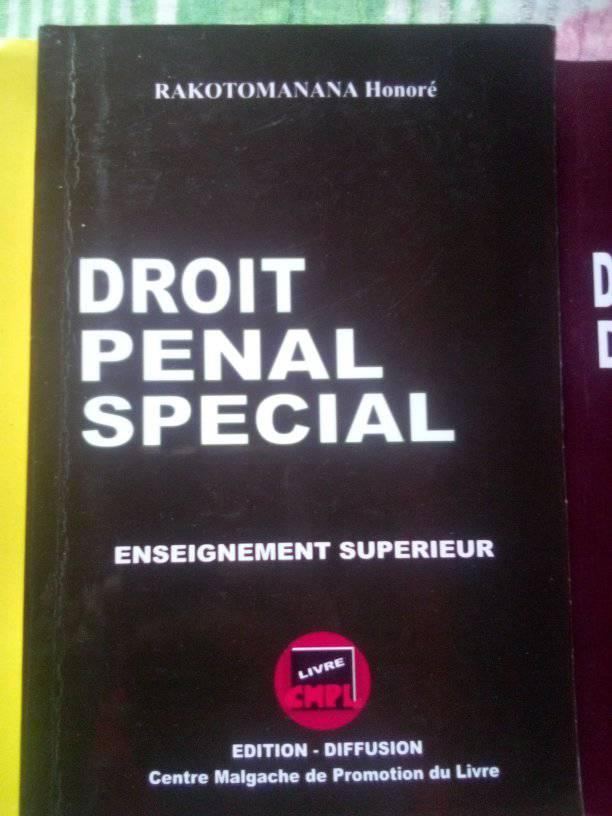 RAKOTOMANANA Honoré
DROIT
PENAL
SPECIAL
ENSEIGNEMENT SUPERIEUR
LIVRE
CMPL
EDITION - DIFFUSION
Centre Malgache de Promotion du Livre
D
D